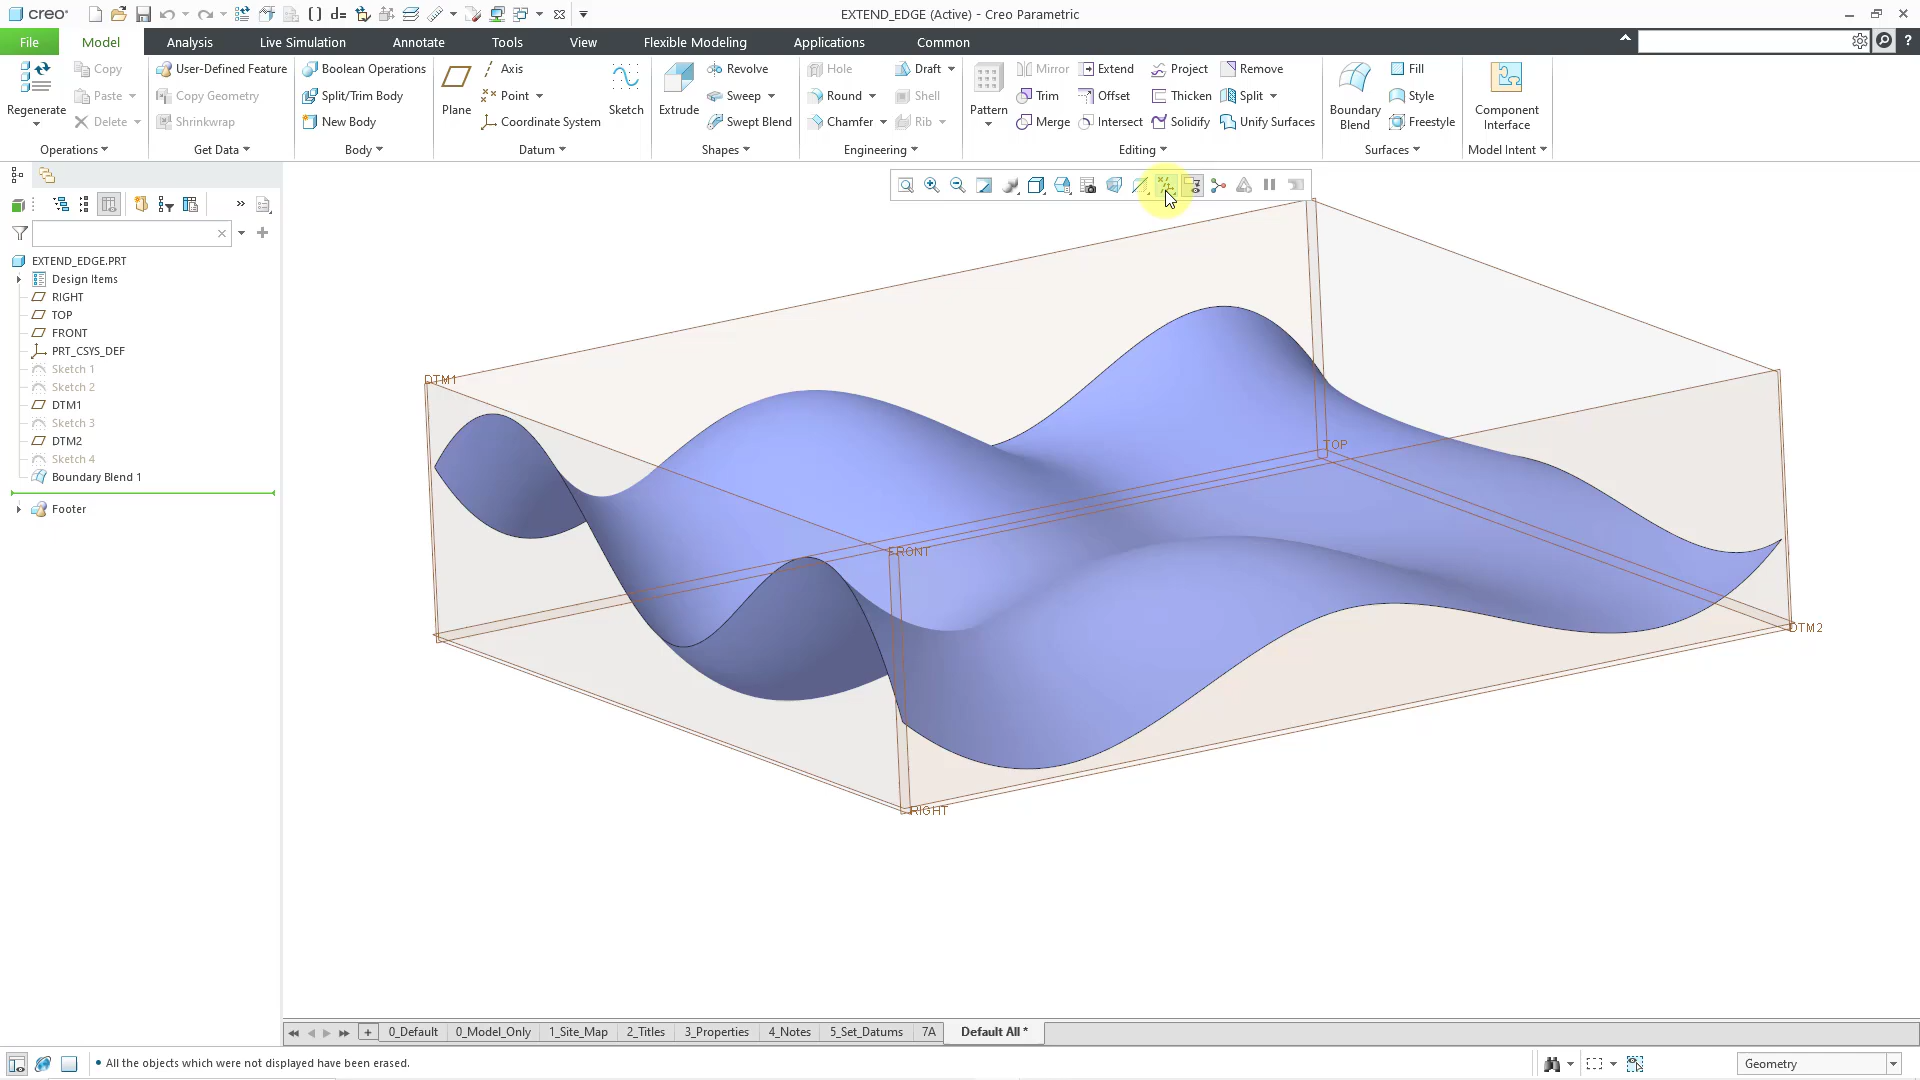 creo
EXTEND_EDGE (Active) - Creo Parametric
File Model Analysis Live Simulation Annotate Tools View Flexible Modeling Applications Common
Regenerate
Copy
Paste
Delete
Operations
User-Defined Feature
Copy Geometry
Shrinkwrap
Get Data
Boolean Operations
Split/Trim Body
New Body
Body
Plane
Axis
Point
Coordinate System
Sketch
Datum
Extrude
Revolve
Sweep
Swept Blend
Shapes
Hole
Draft
Round
Shell
Chamfer
Rib
Engineering
Pattern
Mirror
Extend
Project
Remove
Trim
Offset
Thicken
Split
Merge
Intersect
Solidify
Unify Surfaces
Editing
Boundary
Blend
Fill
Style
Freestyle
Surfaces
Component
Interface
Model Intent
EXTEND_EDGE.PRT
Design Items
RIGHT
TOP
FRONT
PRT_CSYS_DEF
Sketch 1
Sketch 2
DTM1
Sketch 3
DTM2
Sketch 4
Boundary Blend 1
Footer
DTM1
TOP
FRONT
DTM2
RIGHT
0_Default 0_Model_Only 1_Site_Map 2_Titles 3_Properties 4_Notes 5_Set_Datums 7A Default All *
• All the objects which were not displayed have been erased.
Geometry